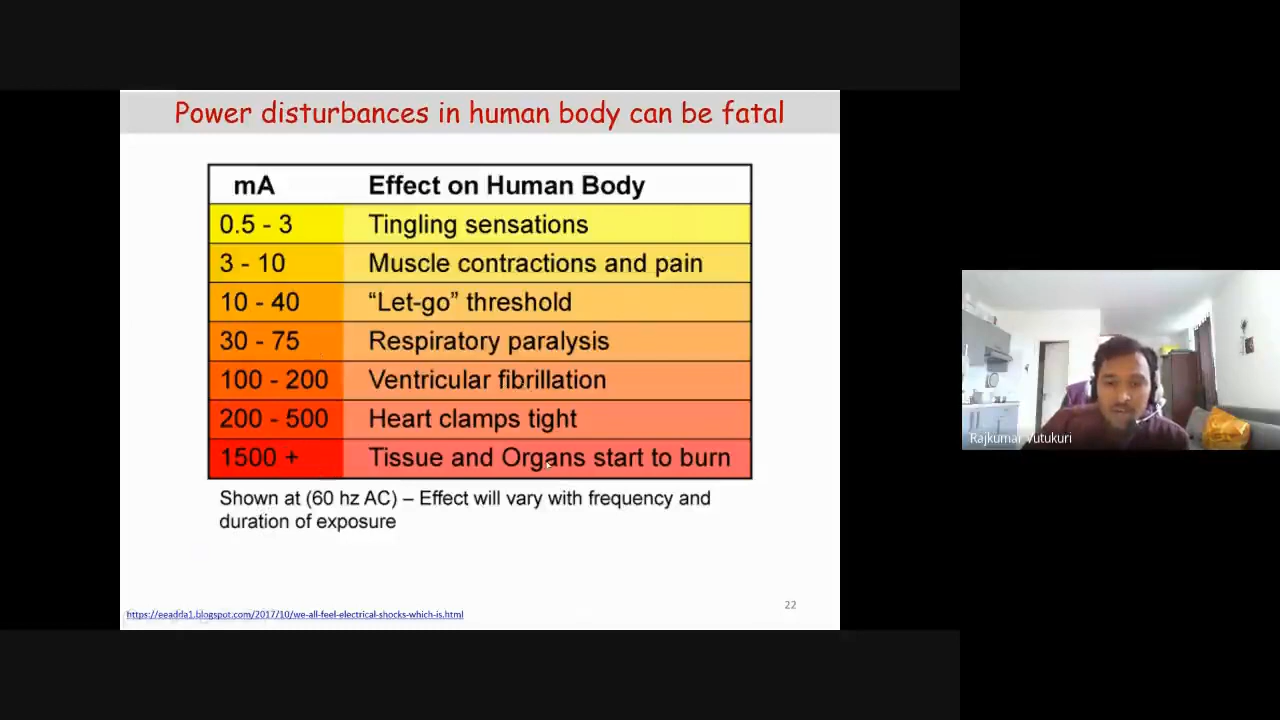 Power disturbances in human body can be fatal
mA Effect on Human Body
0.5 - 3 Tingling sensations
3 - 10 Muscle contractions and pain
10 - 40 “Let-go” threshold
30 - 75 Respiratory paralysis
100 - 200 Ventricular fibrillation
200 - 500 Heart clamps tight
1500 + Tissue and Organs start to burn
Shown at (60 hz AC) – Effect will vary with frequency and
duration of exposure
https://eeadda1.blogspot.com/2017/10/we-all-feel-electrical-shocks-which-is.html
22
Rajkumar Vutukuri